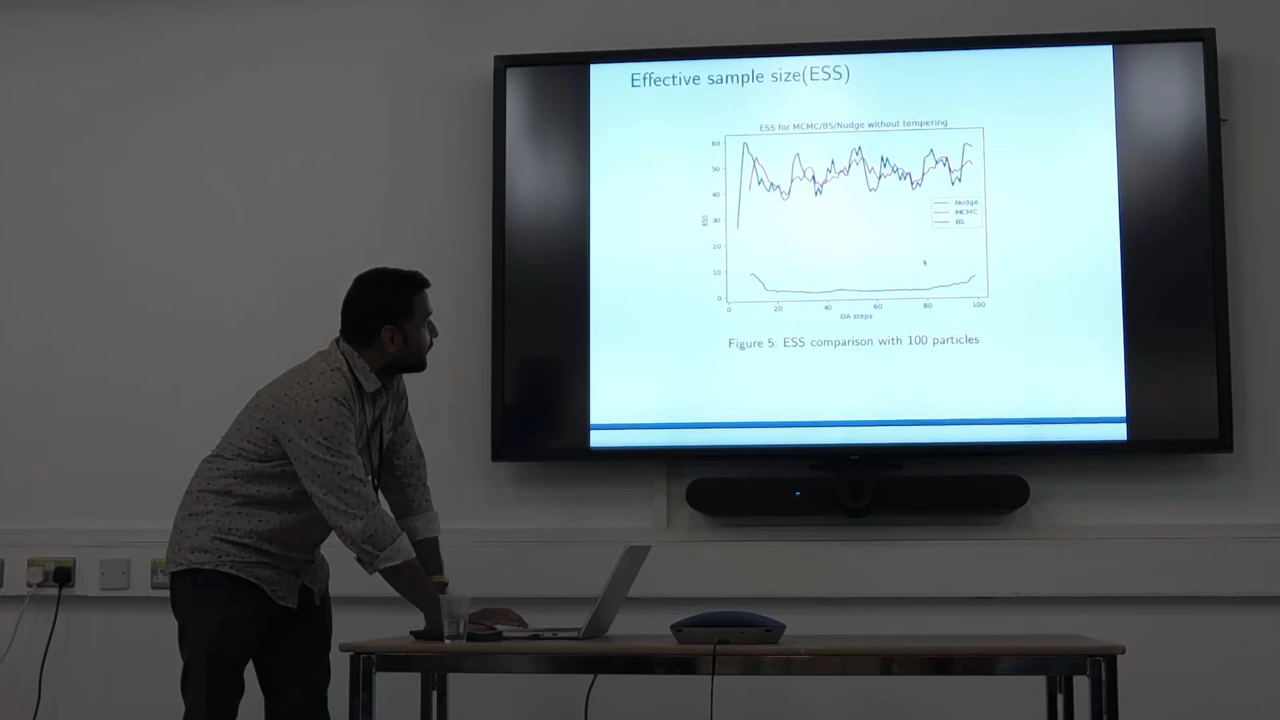 Effective sample size(ESS)
ESS for MCMC/BS/Nudge without tempering
60
50
40
30
20
10
0
ESS
Nudge
MCMC
BS
0 20 40 60 80 100
DA steps
Figure 5: ESS comparison with 100 particles